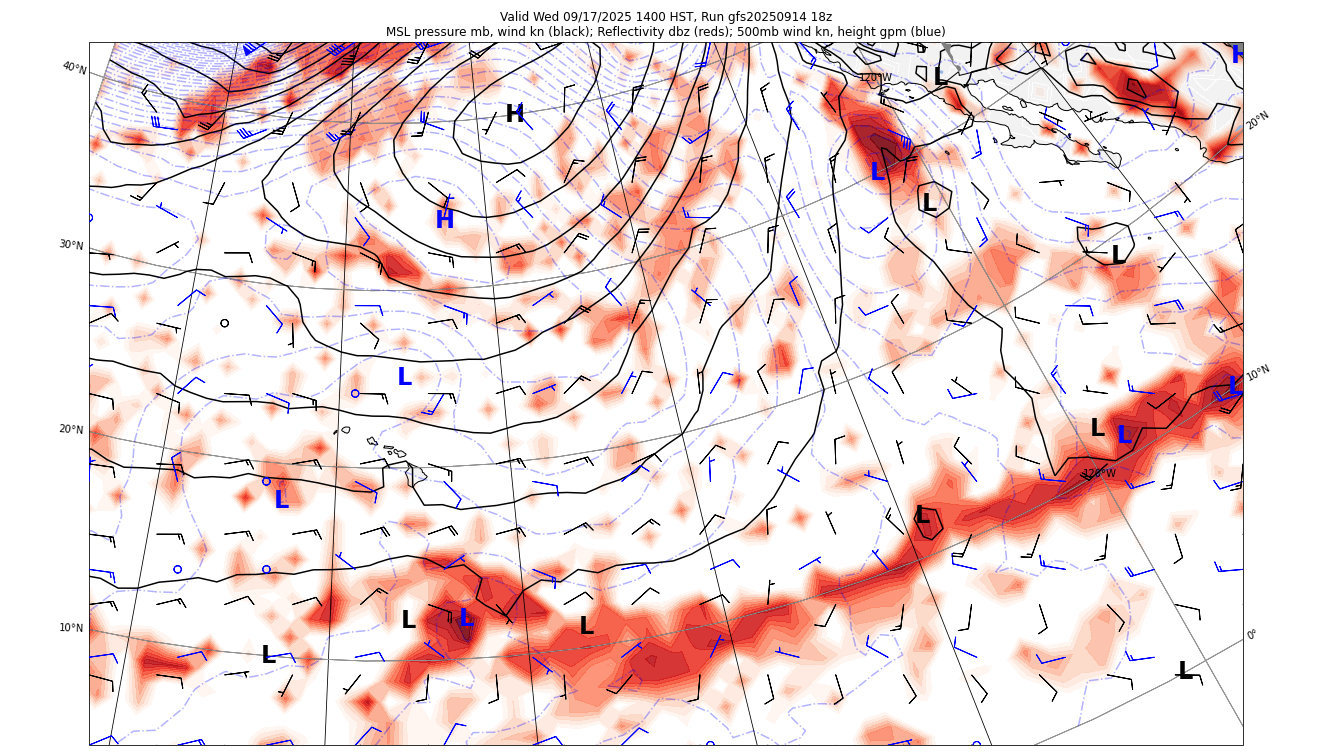 Valid Wed 09/17/2025 1400 HST, Run gfs20250914 18z
MSL pressure mb, wind kn (black); Reflectivity dbz (reds); 500mb wind kn, height gpm (blue)
H
40°N
120°W
L
H
20°N
L
L
H
30°N
L
L
10°N
L
20°N
L
L
120°W
L
L
10°N
L
L
L
0°
L
L